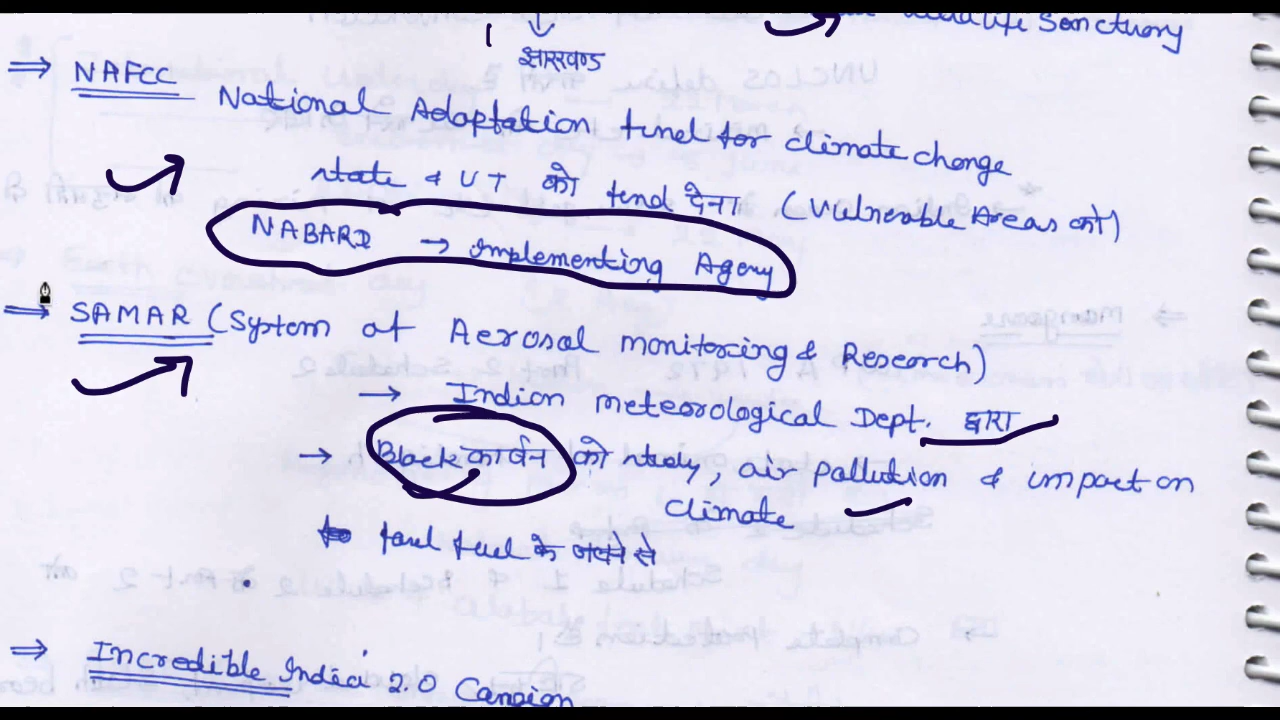 Wildlife Sanctuary
झारखण्ड
⇒ NAFCC
National Adaptation fund for climate change
state & UT को fund देना (Vulnerable Areas को)
NABARD → implementing Agency
⇒ SAMAR (System of Aerosol monitoring & Research)
→ Indian meteorological Dept. द्वारा
→ Black कार्बन की study, air pollution & impact on
climate
fossil fuel के जलने से
⇒ Incredible India 2.0 Campaign